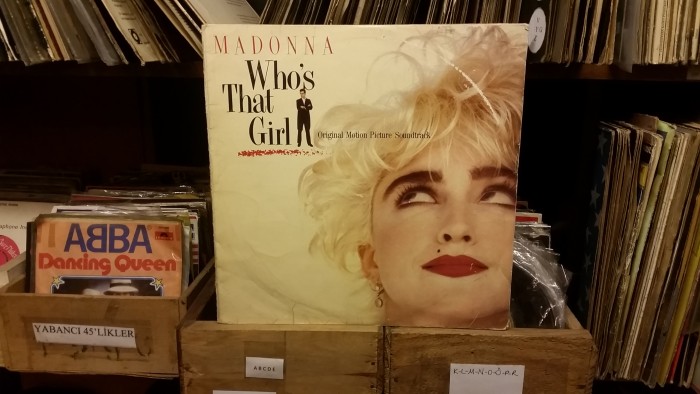 MADONNA
Who's
That
Girl
Original Motion Picture Soundtrack
ABBA
Dancing Queen
YABANCI 45'LİKLER
ABCDE
K-L-M-N-O-Ö-P-R